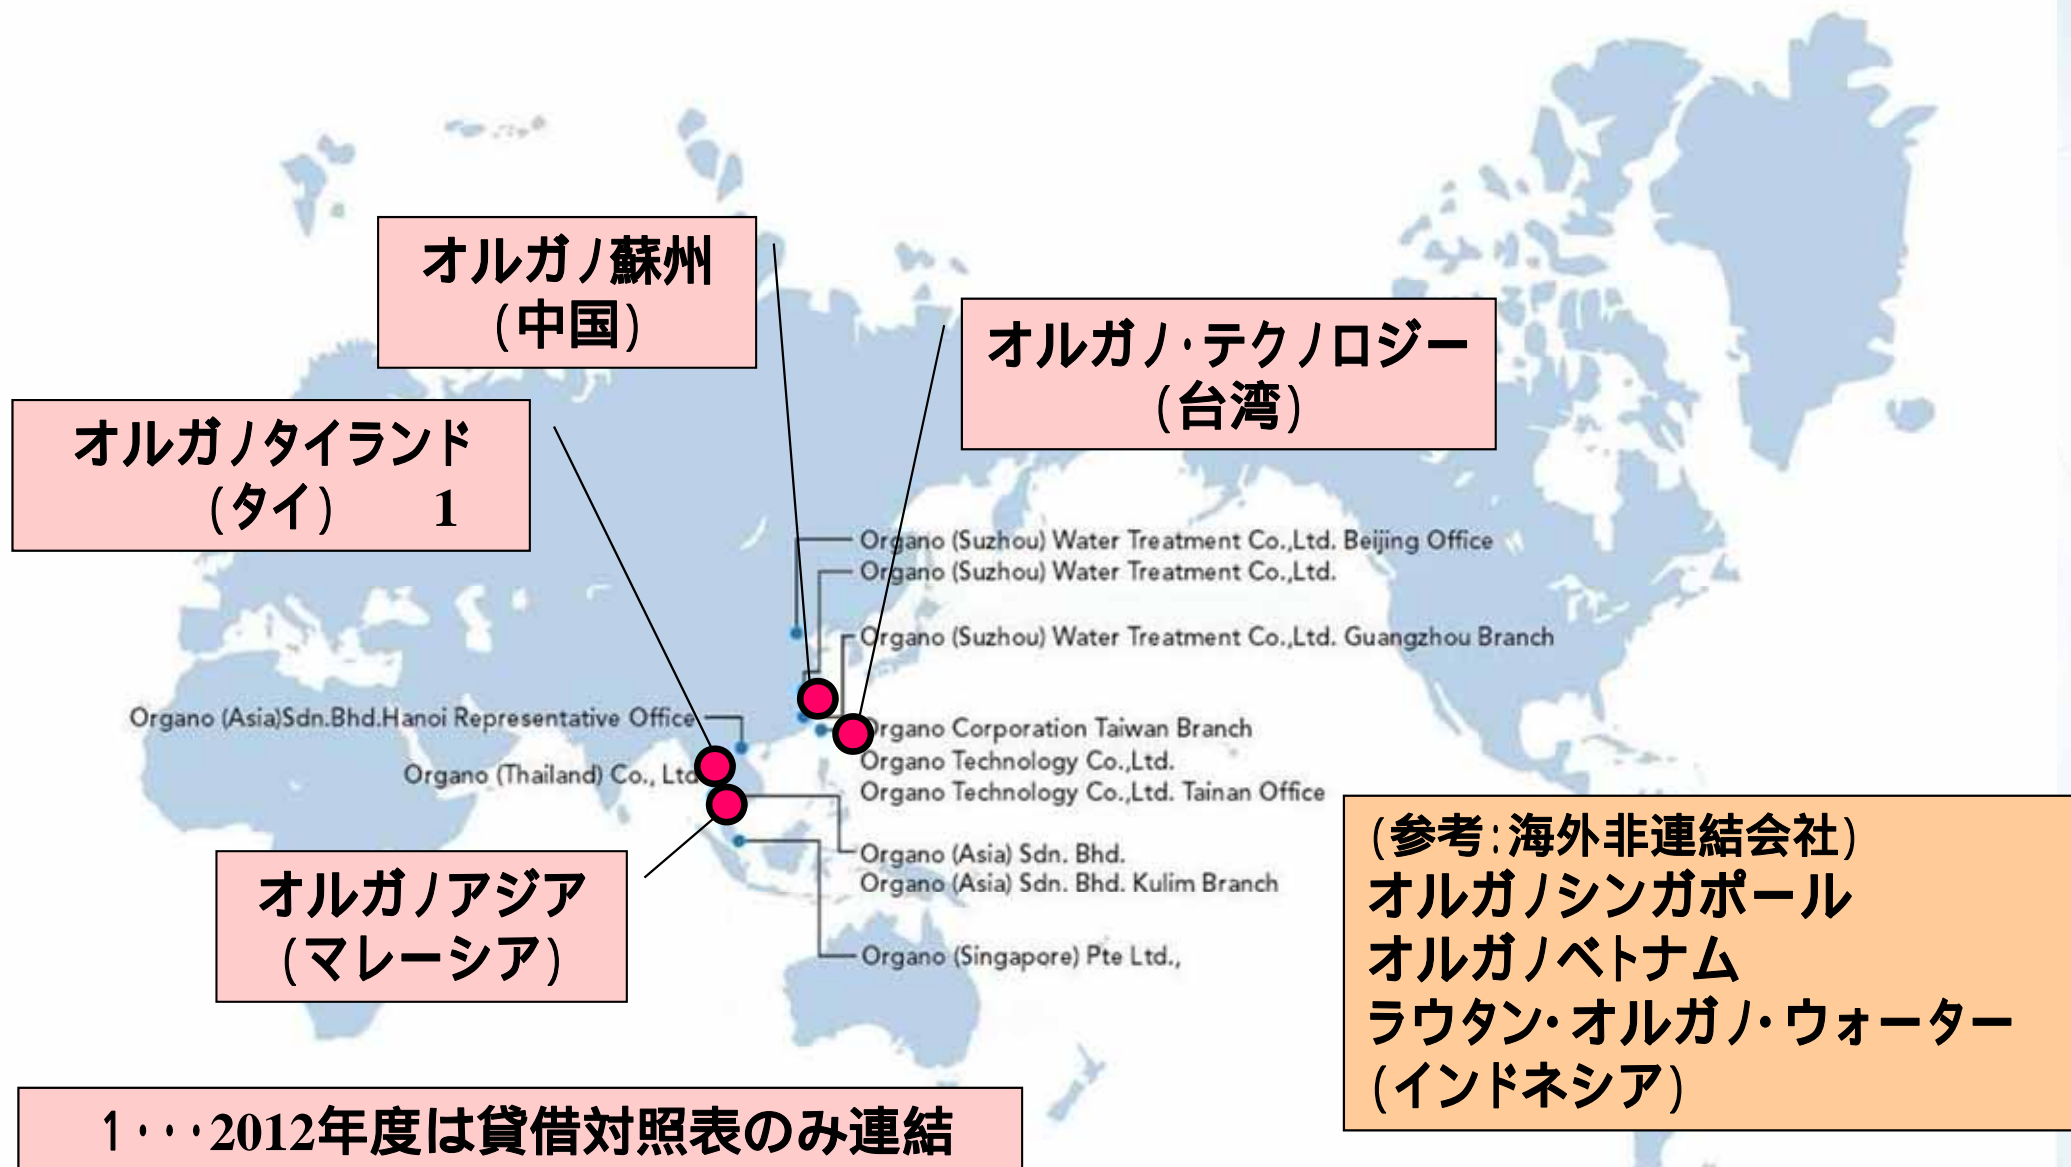 オルガノ蘇州
(中国)
オルガノ・テクノロジー
(台湾)
オルガノタイランド
(タイ) 1
Organo (Suzhou) Water Treatment Co.,Ltd. Beijing Office
Organo (Suzhou) Water Treatment Co.,Ltd.
Organo (Suzhou) Water Treatment Co.,Ltd. Guangzhou Branch
Organo (Asia)Sdn.Bhd.Hanoi Representative Office
Organo Corporation Taiwan Branch
Organo (Thailand) Co., Ltd
Organo Technology Co.,Ltd.
Organo Technology Co.,Ltd. Tainan Office
Organo (Asia) Sdn. Bhd.
Organo (Asia) Sdn. Bhd. Kulim Branch
Organo (Singapore) Pte Ltd.,
オルガノアジア
(マレーシア)
(参考:海外非連結会社)
オルガノシンガポール
オルガノベトナム
ラウタン・オルガノ・ウォーター
(インドネシア)
1・・・2012年度は貸借対照表のみ連結